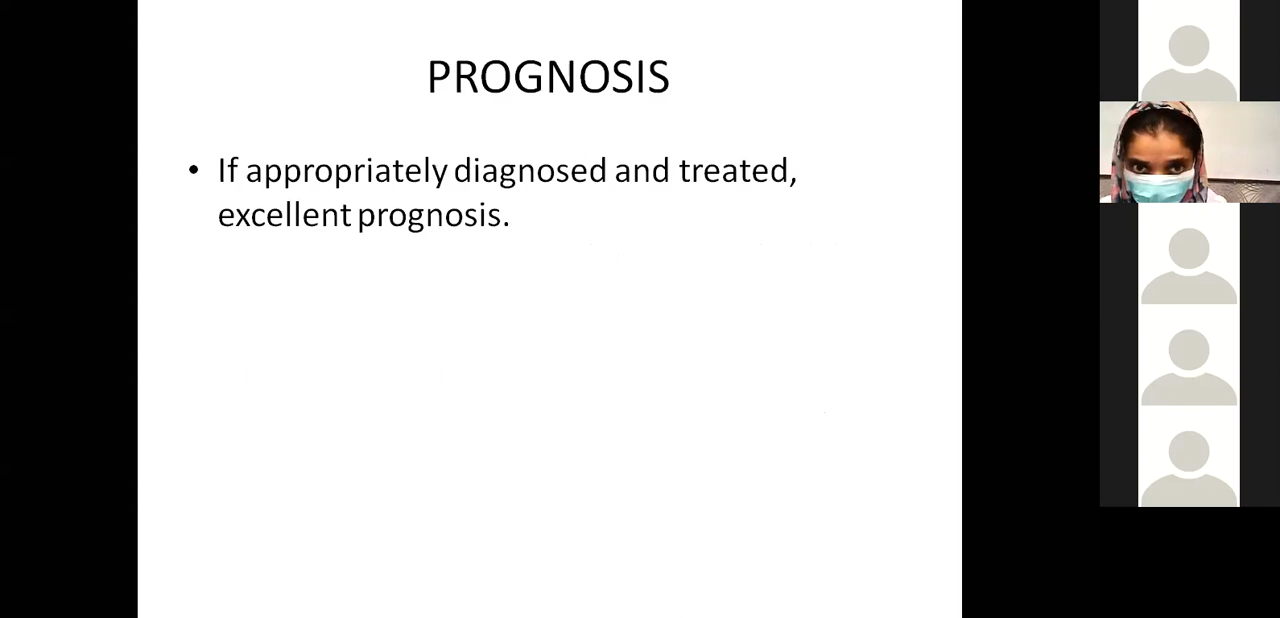 PROGNOSIS
• If appropriately diagnosed and treated,
excellent prognosis.